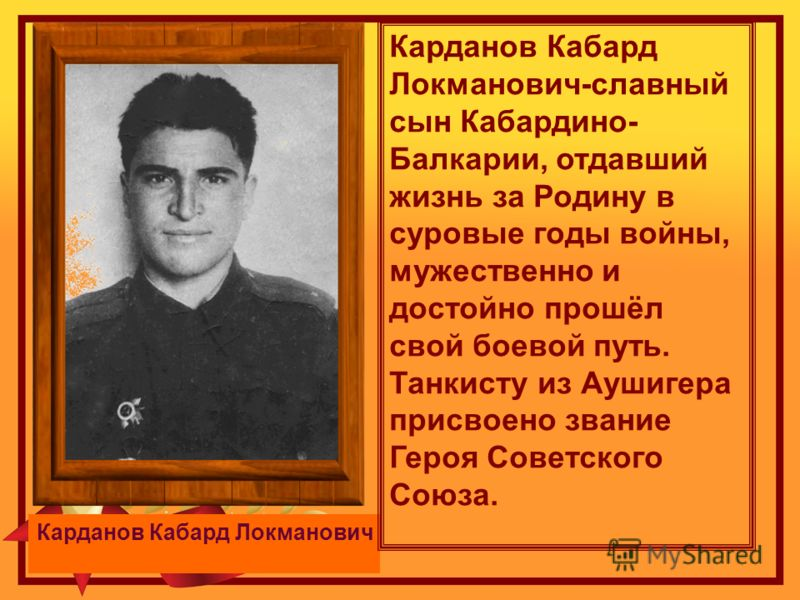 Карданов Кабард
Локманович-славный
сын Кабардино-
Балкарии, отдавший
жизнь за Родину в
суровые годы войны,
мужественно и
достойно прошёл
свой боевой путь.
Танкисту из Аушигера
присвоено звание
Героя Советского
Союза.
Карданов Кабард Локманович
MyShared